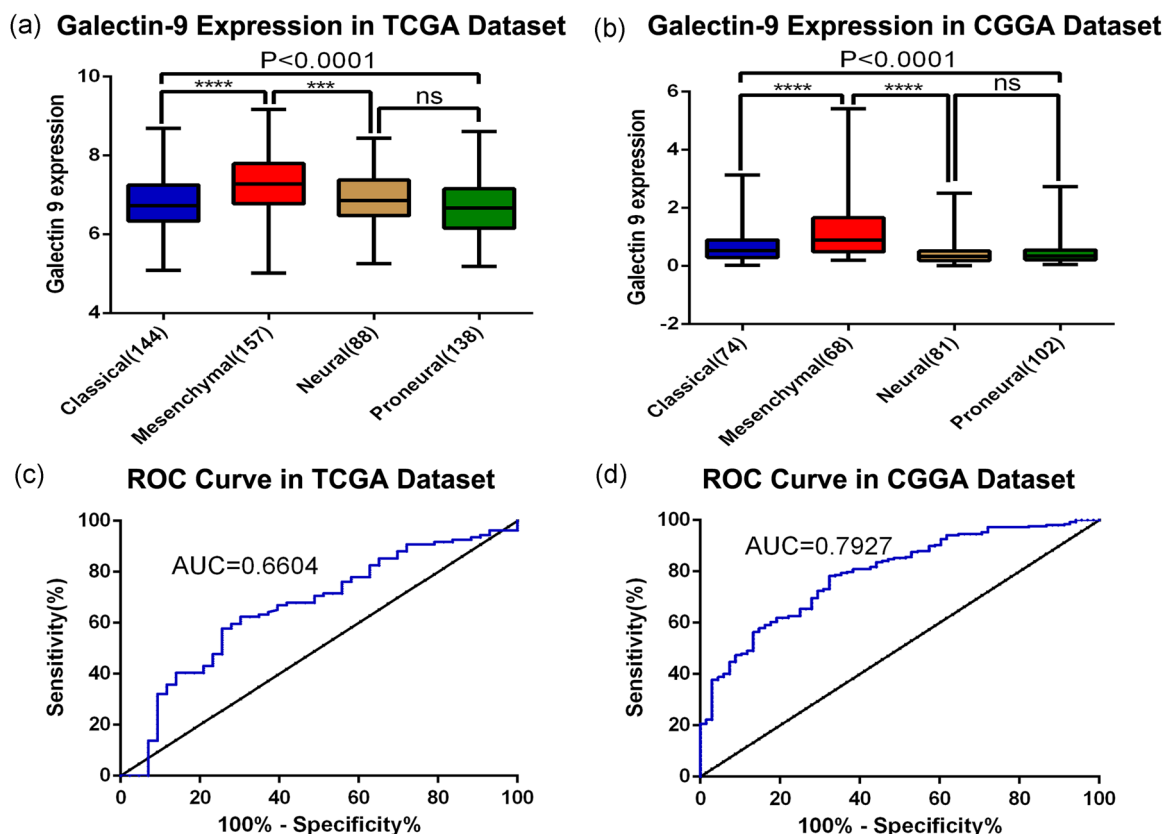 (a) Galectin-9 Expression in TCGA Dataset
P<0.0001
****
***
ns
Galectin 9 expression
10
8
6
4
Classical(144)
Mesenchymal(157)
Neural(88)
Proneural(138)
(b) Galectin-9 Expression in CGGA Dataset
P<0.0001
****
****
ns
Galectin 9 expression
6
4
2
0
-2
Classical(74)
Mesenchymal(68)
Neural(81)
Proneural(102)
(c) ROC Curve in TCGA Dataset
AUC=0.6604
Sensitivity(%)
100
80
60
40
20
0
0 20 40 60 80 100
100% - Specificity%
(d) ROC Curve in CGGA Dataset
AUC=0.7927
Sensitivity(%)
100
80
60
40
20
0
0 20 40 60 80 100
100% - Specificity%